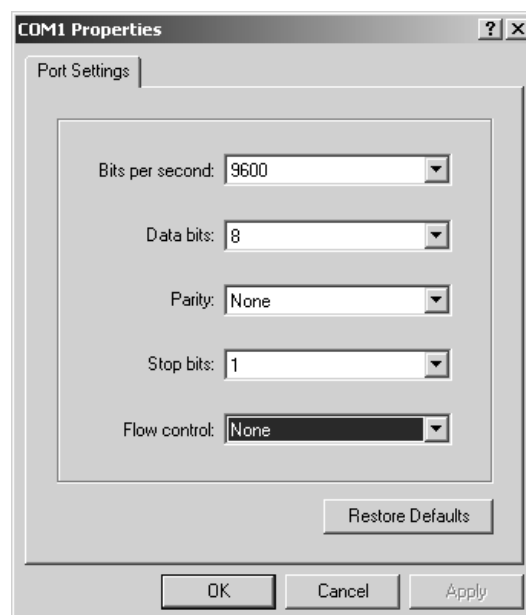 COM1 Properties
Port Settings
Bits per second: 9600
Data bits: 8
Parity: None
Stop bits: 1
Flow control: None
Restore Defaults
OK Cancel Apply